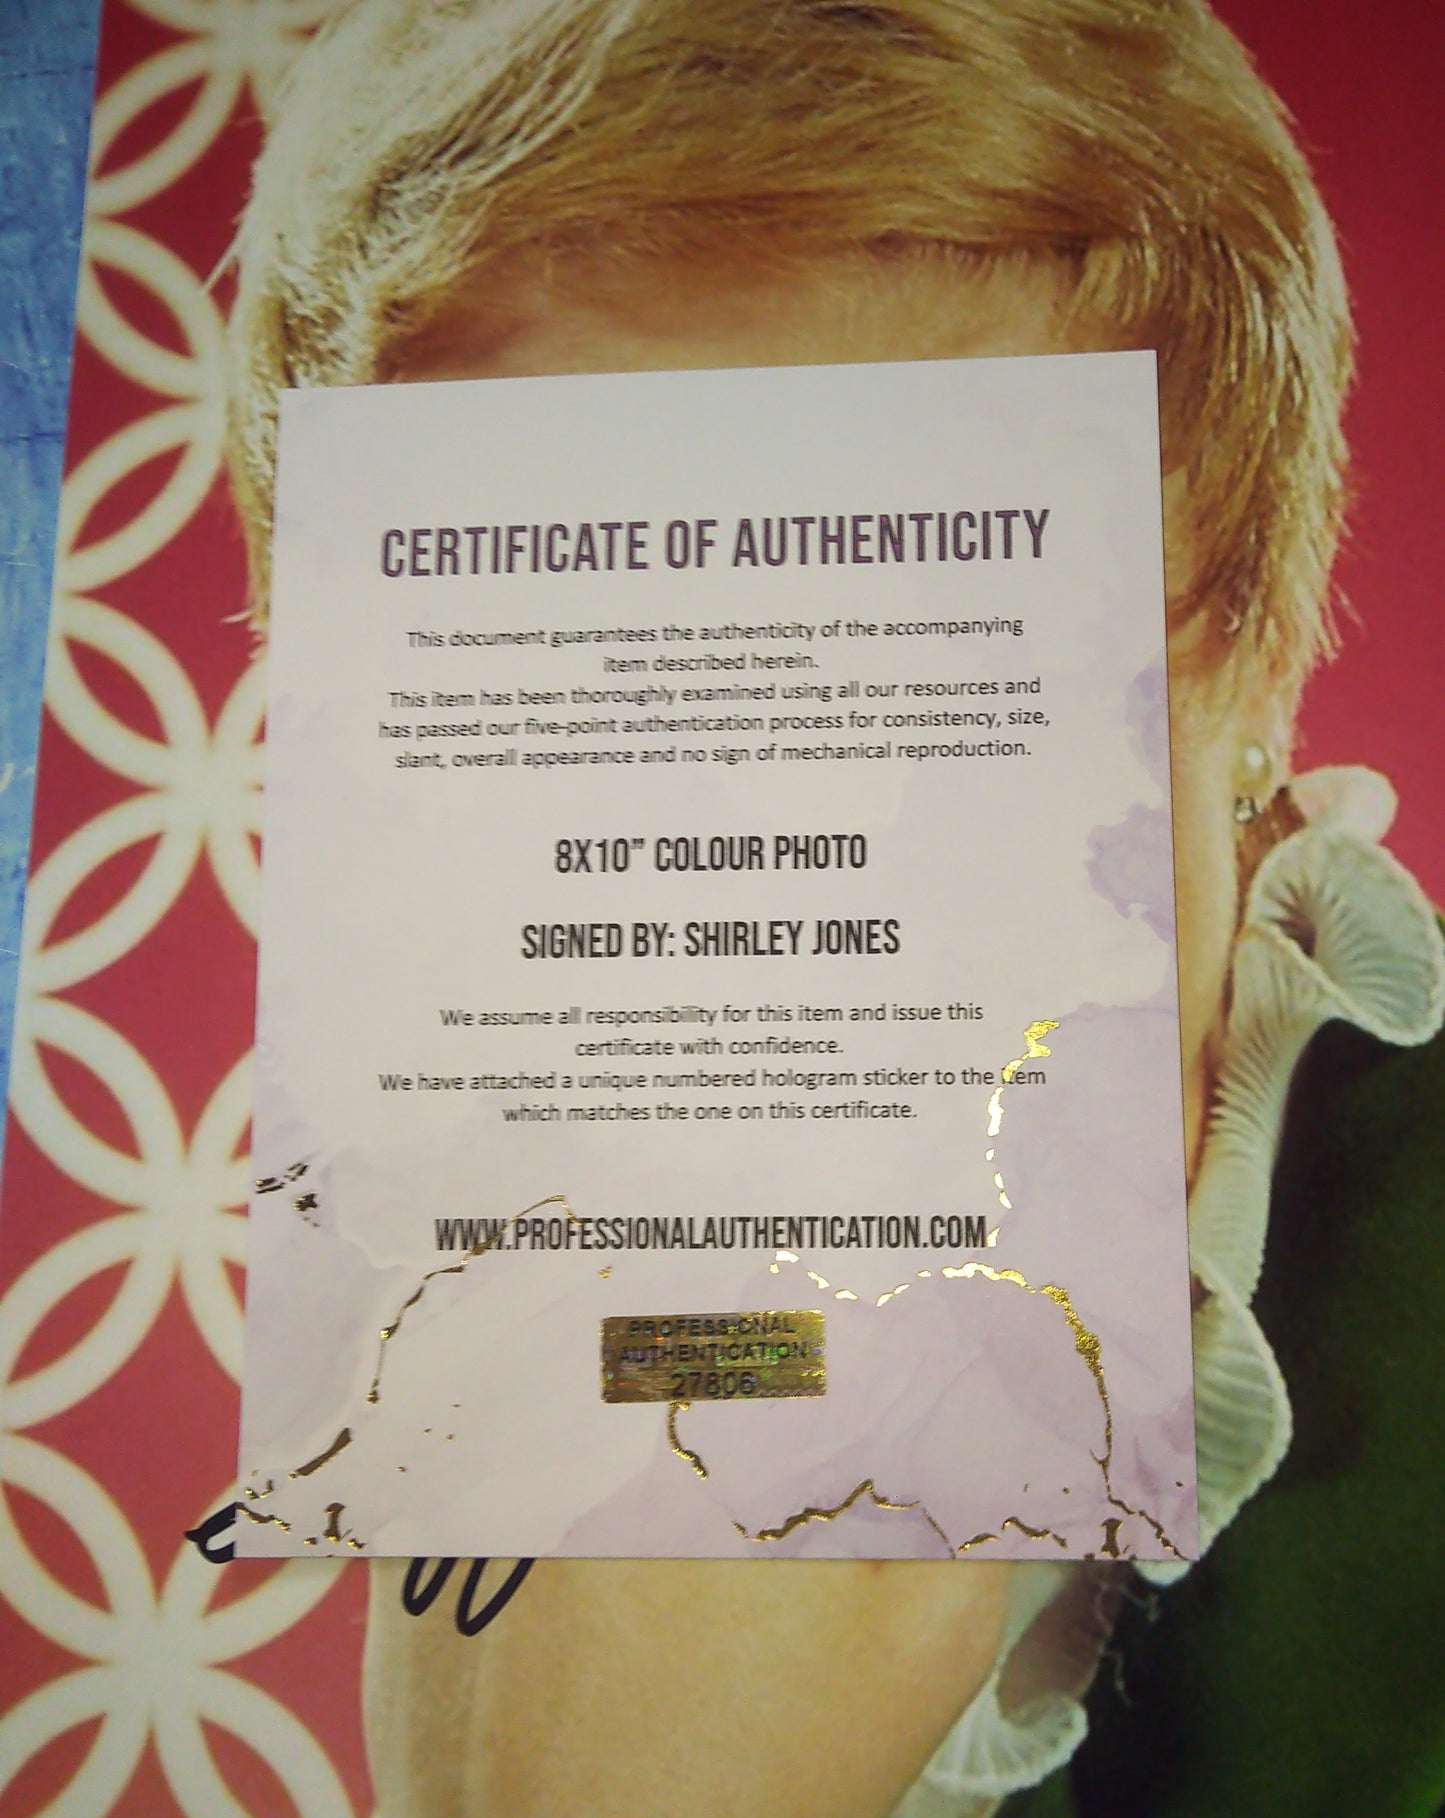 CERTIFICATE OF AUTHENTICITY
This document guarantees the authenticity of the accompanying
item described herein.
This item has been thoroughly examined using all our resources and
has passed our five-point authentication process for consistency, size,
slant, overall appearance and no sign of mechanical reproduction.
8X10" COLOUR PHOTO
SIGNED BY: SHIRLEY JONES
We assume all responsibility for this item and issue this
certificate with confidence.
We have attached a unique numbered hologram sticker to the item
which matches the one on this certificate.
WWW.PROFESSIONALAUTHENTICATION.COM
PROFESSIONAL
AUTHENTICATION
27806